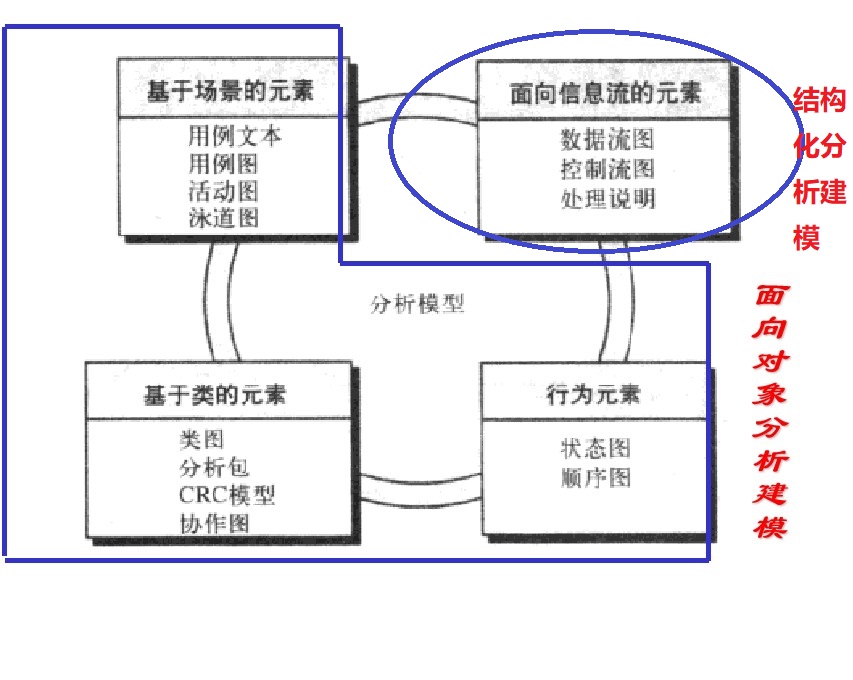 基于场景的元素
用例文本
用例图
活动图
泳道图
面向信息流的元素
数据流图
控制流图
处理说明
结构
化分
析建
模
分析模型
基于类的元素
类图
分析包
CRC模型
协作图
行为元素
状态图
顺序图
面
向
对
象
分
析
建
模